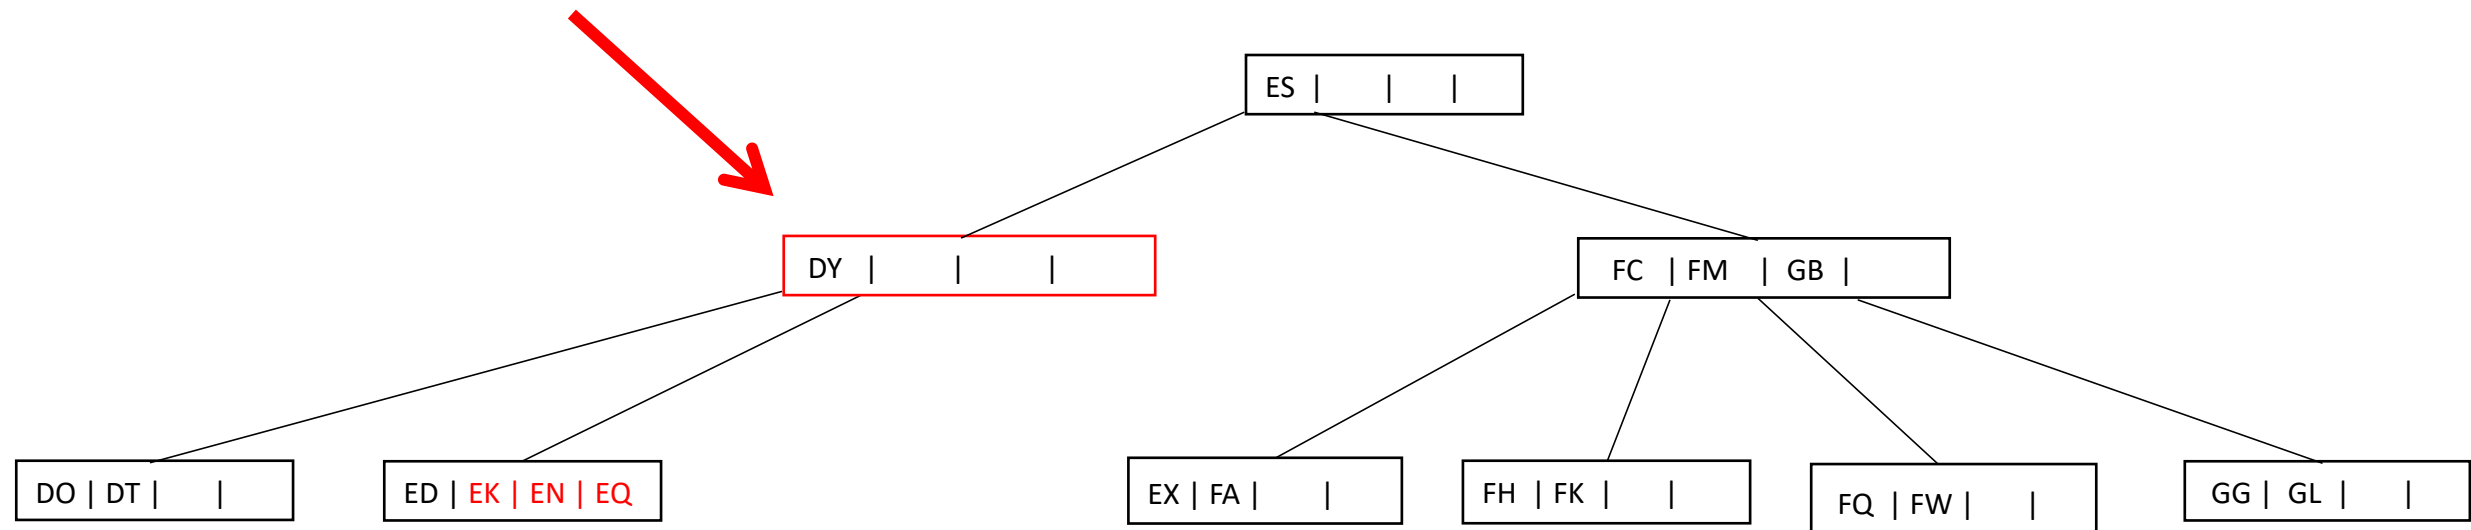 ES | | |
DY | | |
FC | FM | GB |
DO | DT | |
ED | EK | EN | EQ
EX | FA | |
FH | FK | |
FQ | FW | |
GG | GL | |